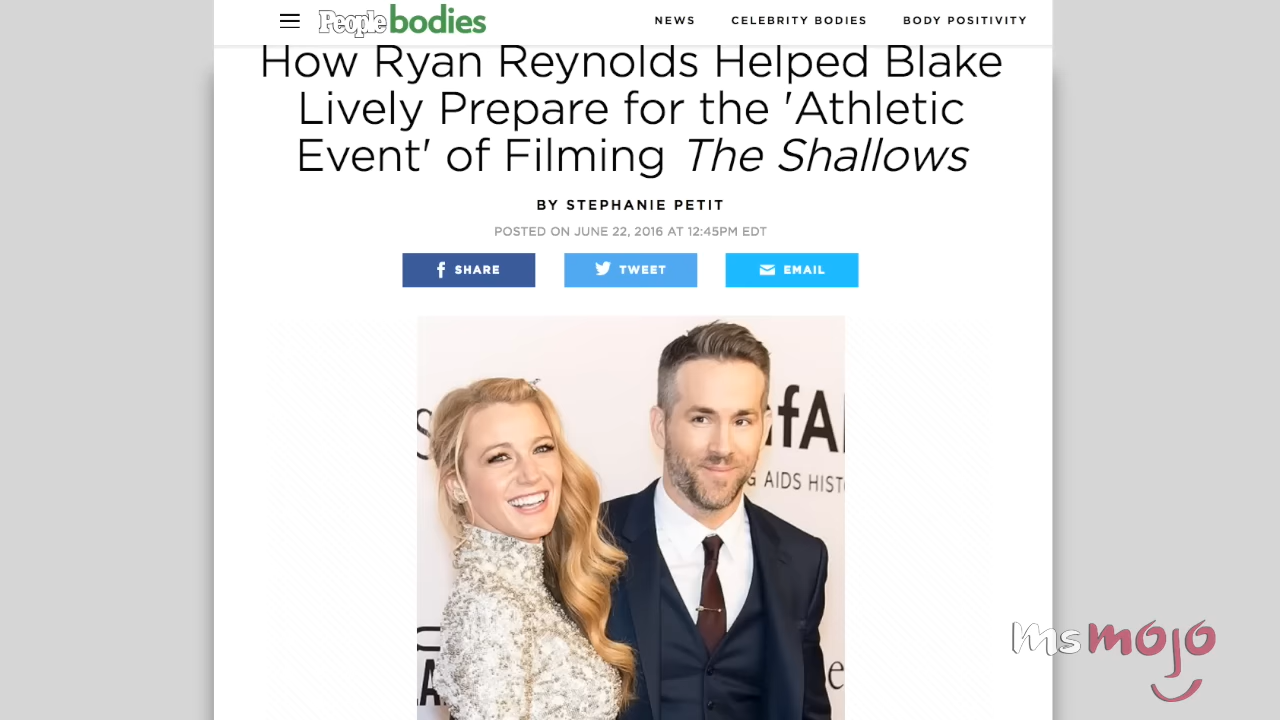 People bodies
NEWS CELEBRITY BODIES BODY POSITIVITY
How Ryan Reynolds Helped Blake
Lively Prepare for the 'Athletic
Event' of Filming The Shallows
BY STEPHANIE PETIT
POSTED ON JUNE 22, 2016 AT 12:45PM EDT
SHARE TWEET EMAIL
fA
AIDS HIST
msmojo